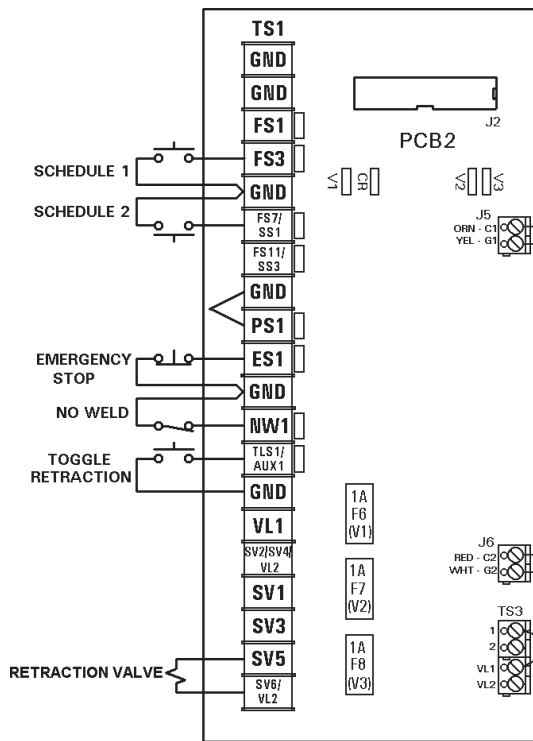 TS1
GND
GND
FS1
FS3
GND
FS7/
SS1
FS11/
SS3
GND
PS1
ES1
GND
NW1
TLS1/
AUX1
GND
VL1
SV2/SV4/
VL2
SV1
SV3
SV5
SV6/
VL2
SCHEDULE 1
SCHEDULE 2
EMERGENCY
STOP
NO WELD
TOGGLE
RETRACTION
RETRACTION VALVE
J2
PCB2
V1
CR
V2
V3
J5
ORN - C1
YEL - G1
1A
F6
(V1)
1A
F7
(V2)
1A
F8
(V3)
J6
RED - C2
WHT - G2
TS3
1
2
VL1
VL2